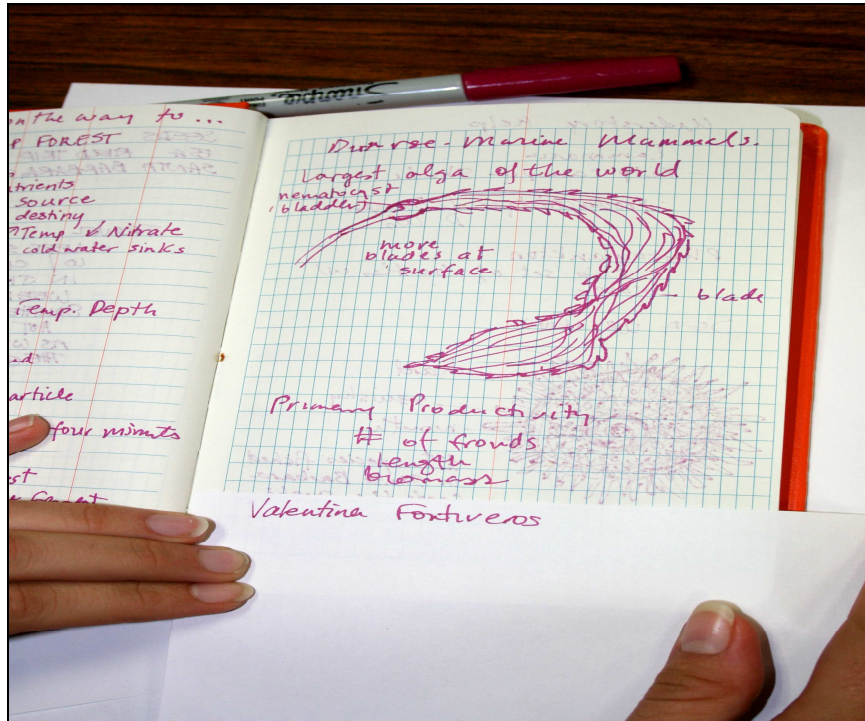 Sharpie
on the way to ...
P FOREST
trients
Source
destiny
↑Temp ↓ Nitrate
cold water sinks
Temp. Depth
article
four minuts
Diverse - Marine Mammals.
Largest alga of the world
nematocyst
(bladder)
more
blades at
surface
blade
Primary Productivity
# of fronds
Length
biomass
Valentina Fontiveros